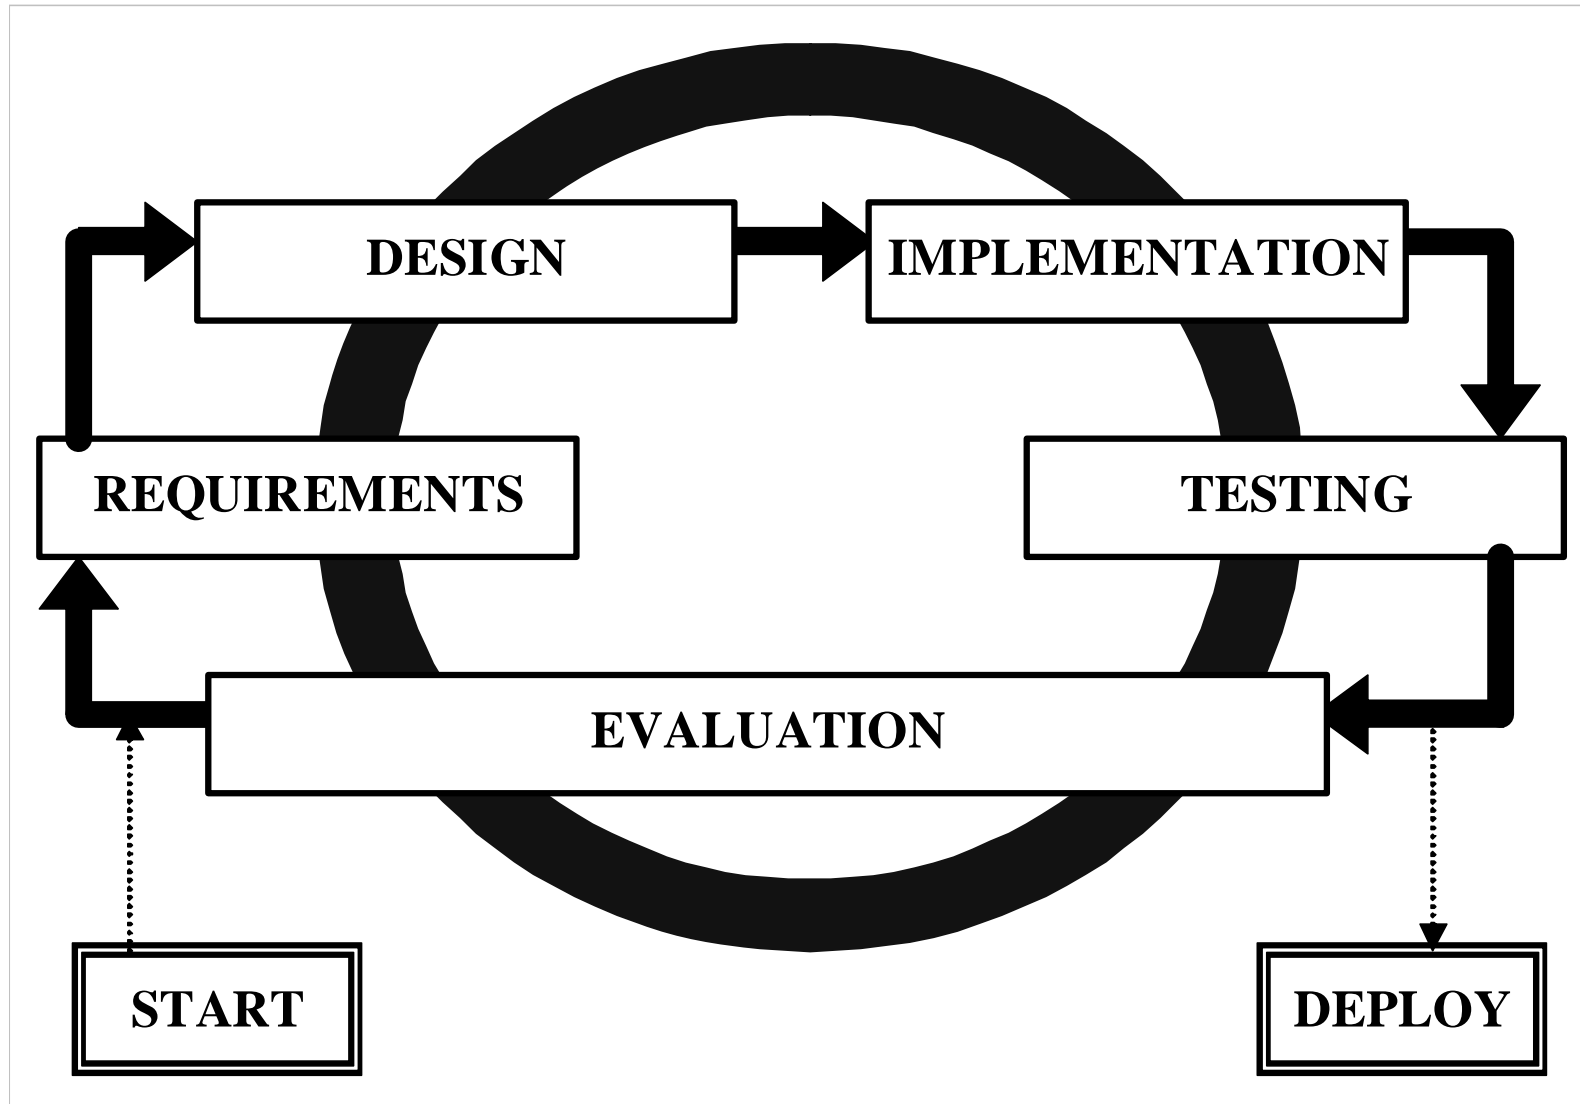 DESIGN
IMPLEMENTATION
REQUIREMENTS
TESTING
EVALUATION
START
DEPLOY